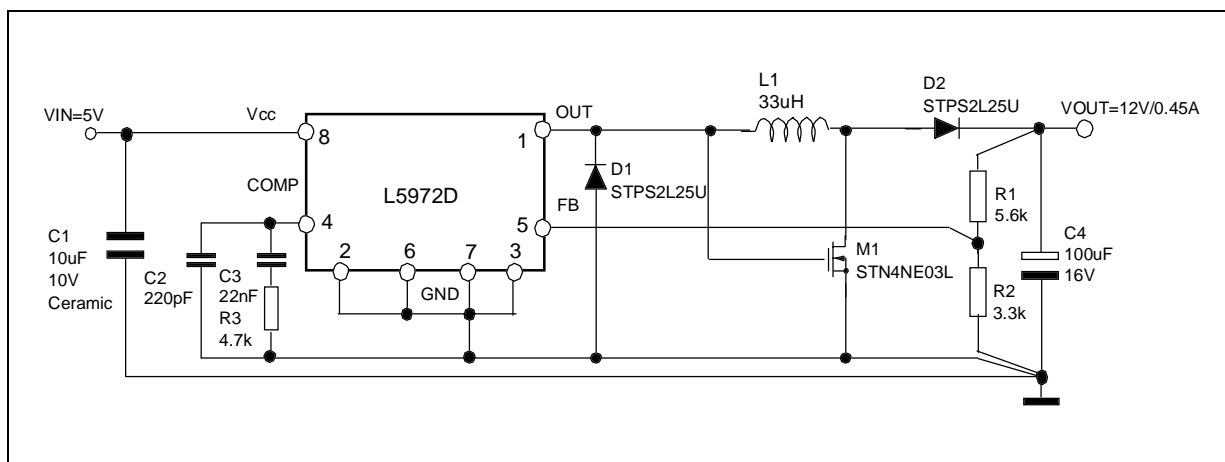 L1
33uH
D2
STPS2L25U
VIN=5V
Vcc
OUT
VOUT=12V/0.45A
8
1
D1
STPS2L25U
COMP
L5972D
FB
4
5
R1
5.6k
C1
10uF
10V
Ceramic
C2
220pF
C3
22nF
R3
4.7k
2
6
7
3
GND
M1
STN4NE03L
C4
100uF
16V
R2
3.3k